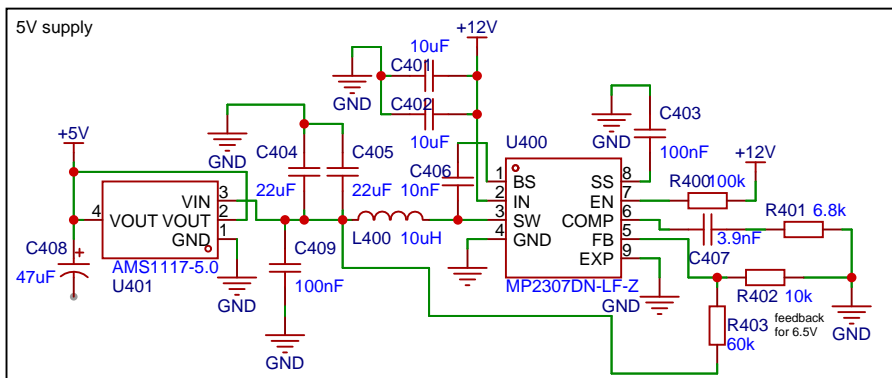 5V supply
+12V
10uF
C401
C402
10uF
GND
C403
100nF
GND
+5V
GND
C404
22uF
C405
22uF
C406
10nF
U400
1 BS
2 IN
3 SW
4 GND
SS 8
EN 7
COMP 6
FB 5
EXP 9
MP2307DN-LF-Z
+12V
R400 100k
R401 6.8k
3.9nF
C407
VIN 3
4 VOUT VOUT 2
GND 1
AMS1117-5.0
U401
C408
47uF
+
L400
10uH
C409
100nF
GND
GND
GND
R402
10k
R403
60k
feedback
for 6.5V
GND